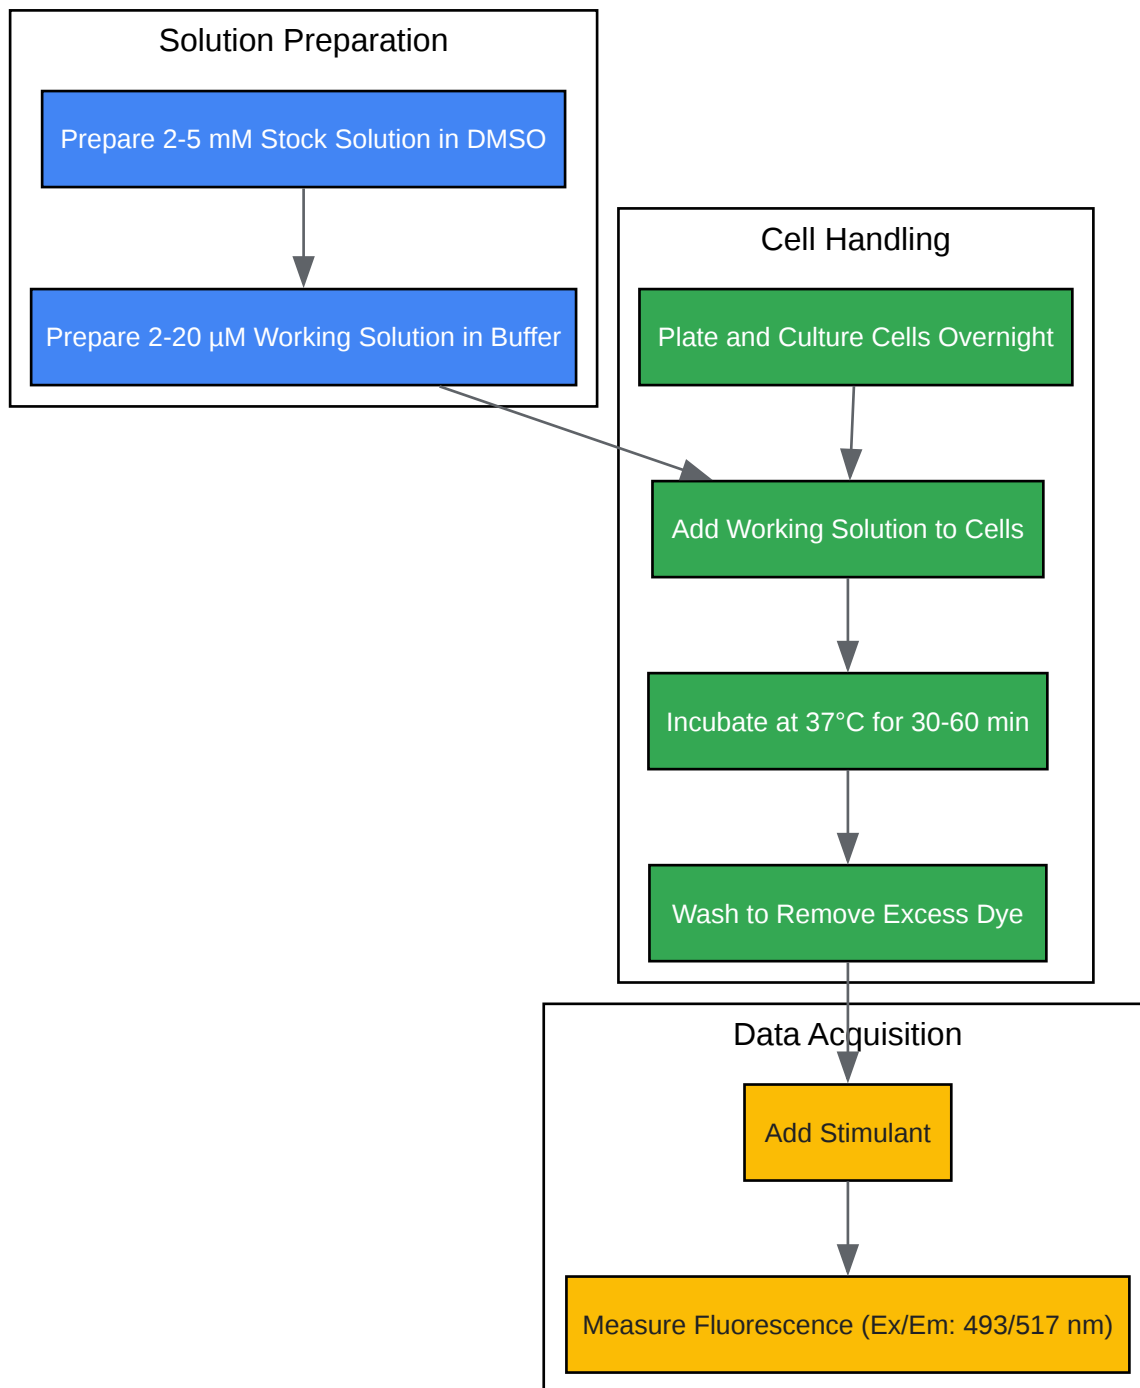 Solution Preparation
Prepare 2-5 mM Stock Solution in DMSO
Prepare 2-20 µM Working Solution in Buffer
Cell Handling
Plate and Culture Cells Overnight
Add Working Solution to Cells
Incubate at 37°C for 30-60 min
Wash to Remove Excess Dye
Data Acquisition
Add Stimulant
Measure Fluorescence (Ex/Em: 493/517 nm)